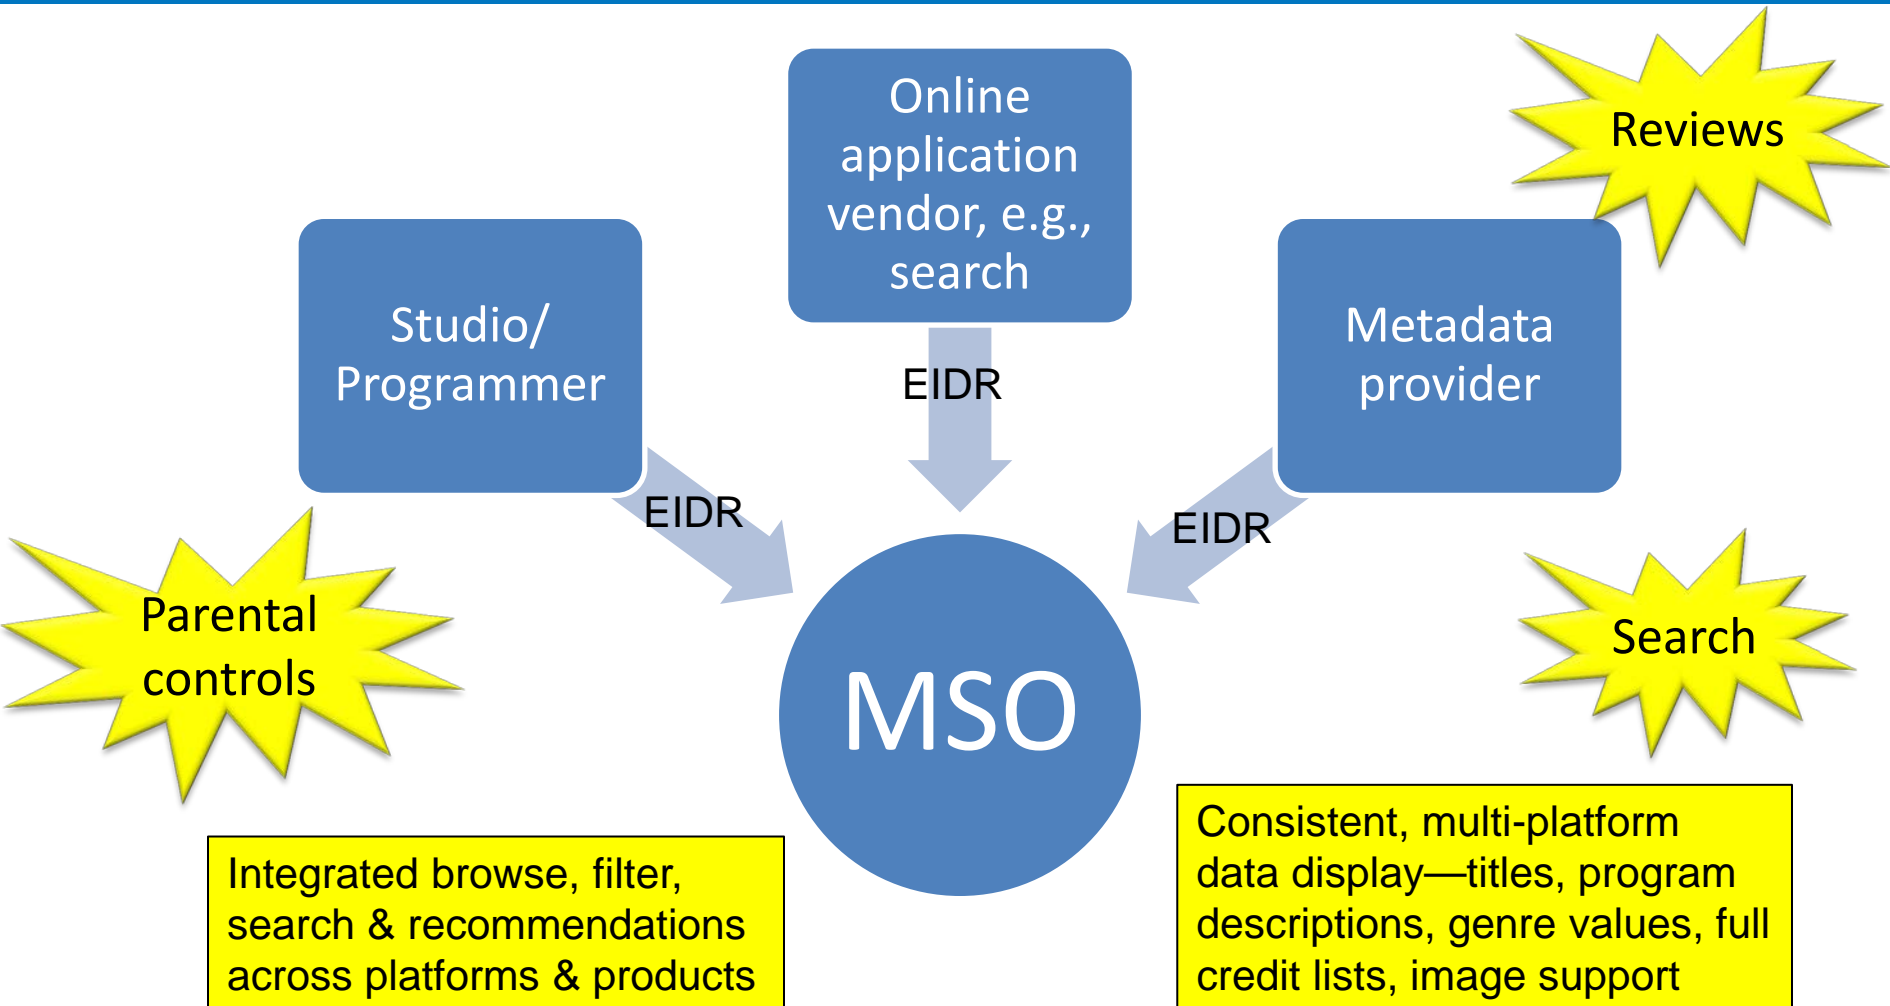 Online
application
vendor, e.g.,
search
Reviews
Studio/
Programmer
Metadata
provider
EIDR
EIDR
EIDR
Parental
controls
Search
MSO
Integrated browse, filter,
search & recommendations
across platforms & products
Consistent, multi-platform
data display—titles, program
descriptions, genre values, full
credit lists, image support